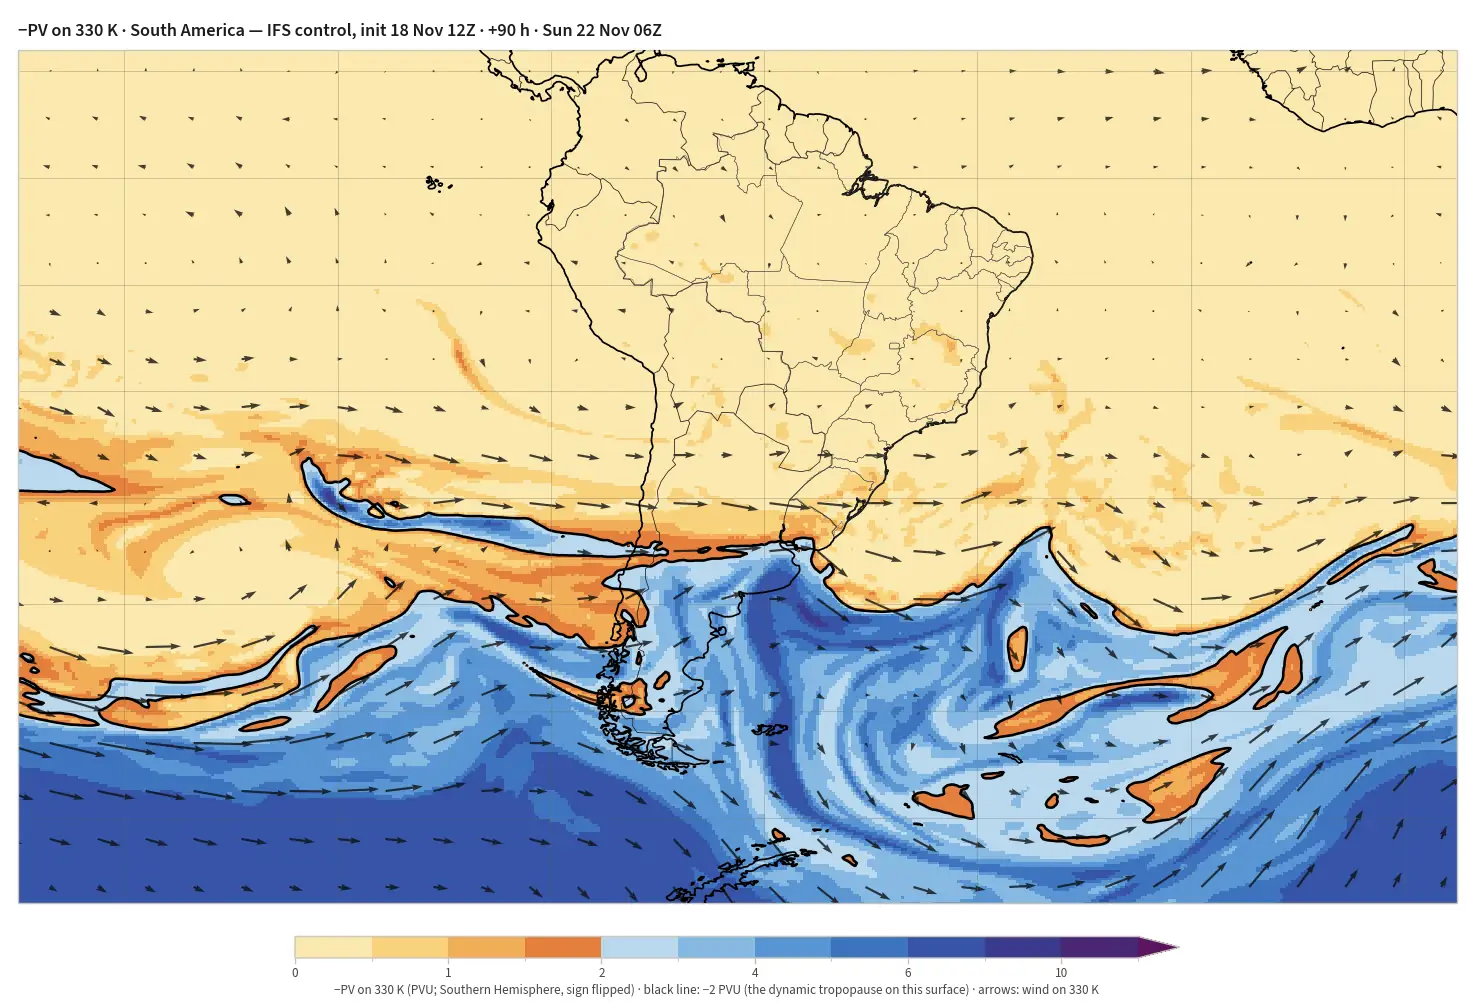 −PV on 330 K · South America — IFS control, init 18 Nov 12Z · +90 h · Sun 22 Nov 06Z
0 1 2 4 6 10
−PV on 330 K (PVU; Southern Hemisphere, sign flipped) · black line: −2 PVU (the dynamic tropopause on this surface) · arrows: wind on 330 K